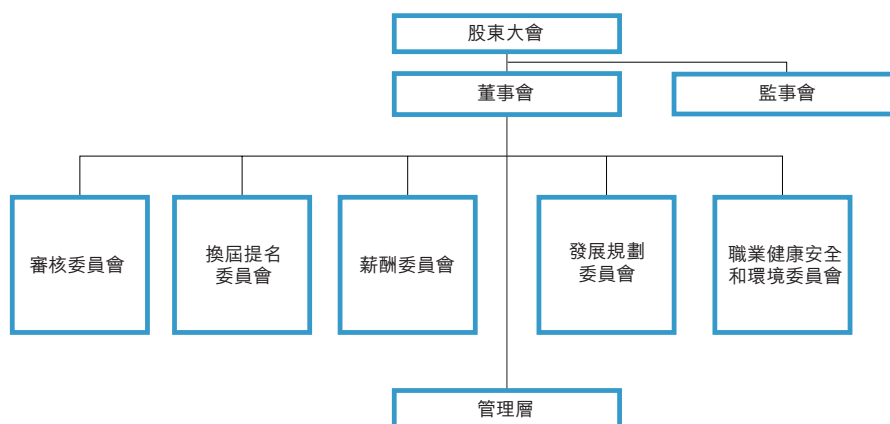 股東大會
董事會
監事會
審核委員會
換屆提名
委員會
薪酬委員會
發展規劃
委員會
職業健康安全
和環境委員會
管理層